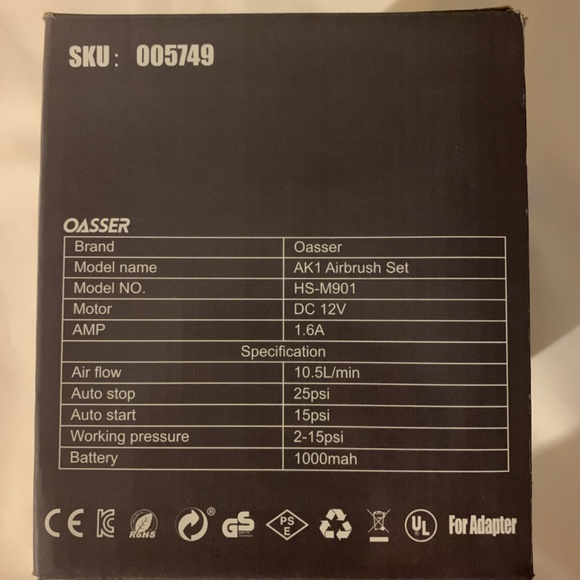 SKU: 005749
OASSER
Brand Oasser
Model name AK1 Airbrush Set
Model NO. HS-M901
Motor DC 12V
AMP 1.6A
Specification
Air flow 10.5L/min
Auto stop 25psi
Auto start 15psi
Working pressure 2-15psi
Battery 1000mah
CE RoHS ® GS PS E UL For Adapter